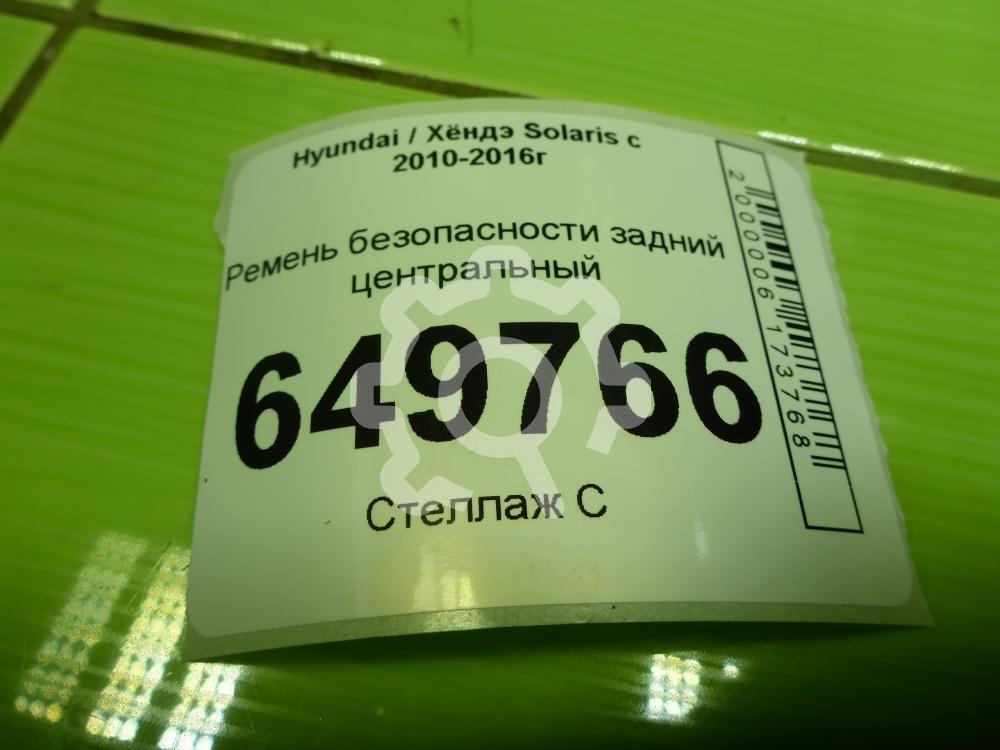 Hyundai / Хёндэ Solaris с
2010-2016г
Ремень безопасности задний
центральный
649766
Стеллаж С
2000006173768